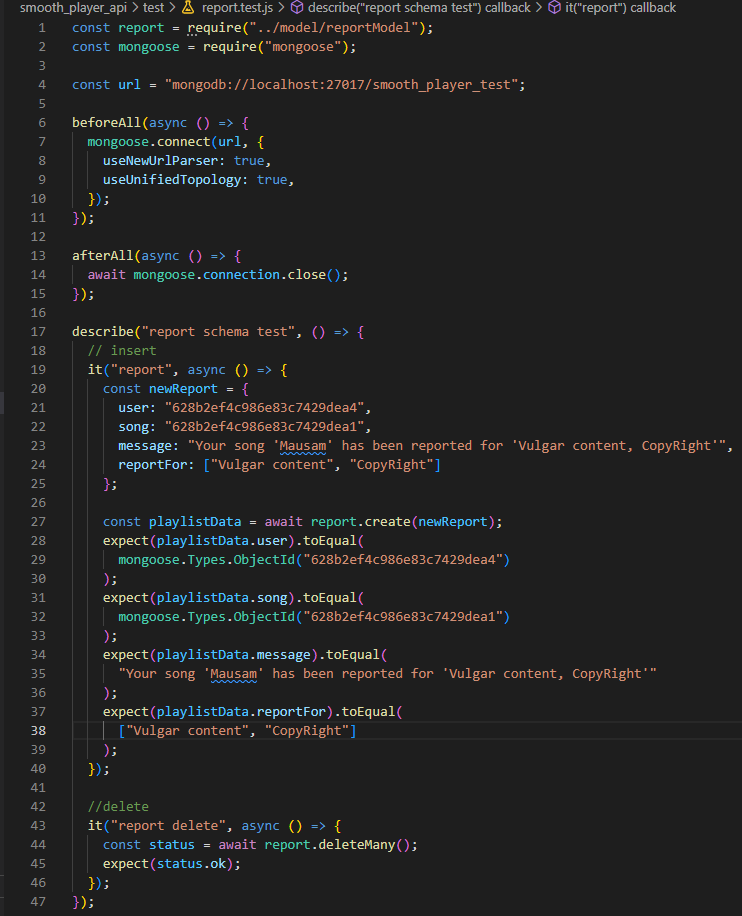 smooth_player_api > test > report.test.js > describe("report schema test") callback > it("report") callback
1 const report = require("../model/reportModel");
2 const mongoose = require("mongoose");
3
4 const url = "mongodb://localhost:27017/smooth_player_test";
5
6 beforeAll(async () => {
7   mongoose.connect(url, {
8     useNewUrlParser: true,
9     useUnifiedTopology: true,
10   });
11 });
12
13 afterAll(async () => {
14   await mongoose.connection.close();
15 });
16
17 describe("report schema test", () => {
18   // insert
19   it("report", async () => {
20     const newReport = {
21       user: "628b2ef4c986e83c7429dea4",
22       song: "628b2ef4c986e83c7429dea1",
23       message: "Your song 'Mausam' has been reported for 'Vulgar content, CopyRight'",
24       reportFor: ["Vulgar content", "CopyRight"]
25     };
26
27     const playlistData = await report.create(newReport);
28     expect(playlistData.user).toEqual(
29       mongoose.Types.ObjectId("628b2ef4c986e83c7429dea4")
30     );
31     expect(playlistData.song).toEqual(
32       mongoose.Types.ObjectId("628b2ef4c986e83c7429dea1")
33     );
34     expect(playlistData.message).toEqual(
35       "Your song 'Mausam' has been reported for 'Vulgar content, CopyRight'"
36     );
37     expect(playlistData.reportFor).toEqual(
38       ["Vulgar content", "CopyRight"]
39     );
40   });
41
42   //delete
43   it("report delete", async () => {
44     const status = await report.deleteMany();
45     expect(status.ok);
46   });
47 });